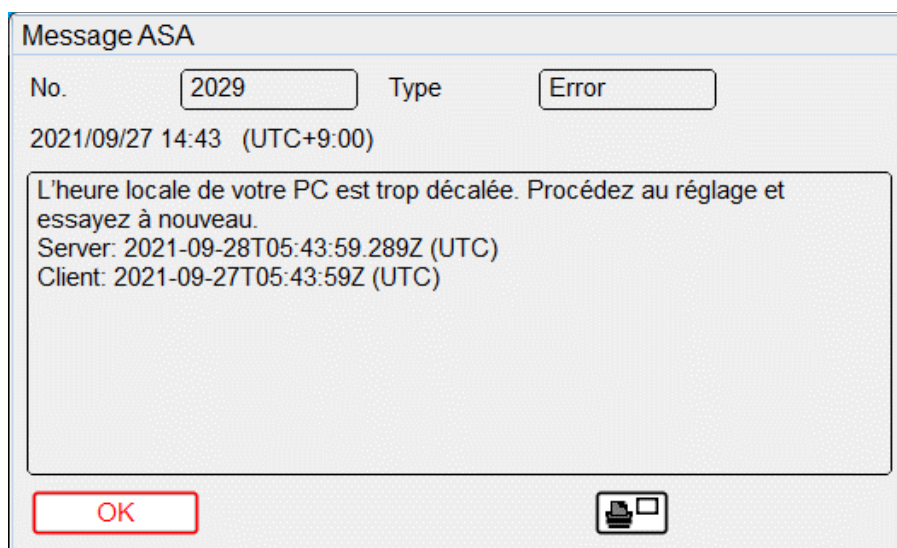 Message ASA
No. 2029 Type Error
2021/09/27 14:43 (UTC+9:00)
L'heure locale de votre PC est trop décalée. Procédez au réglage et
essayez à nouveau.
Server: 2021-09-28T05:43:59.289Z (UTC)
Client: 2021-09-27T05:43:59Z (UTC)
OK